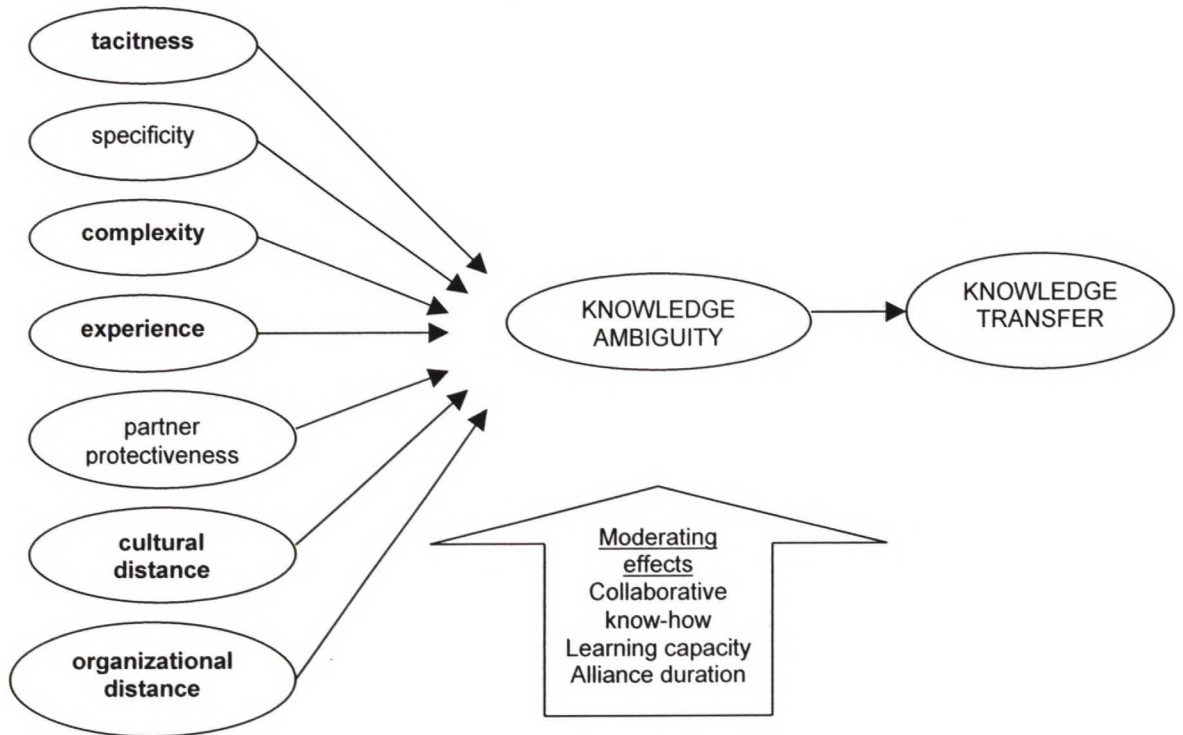 tacitness
specificity
complexity
experience
partner
protectiveness
cultural
distance
organizational
distance
KNOWLEDGE
AMBIGUITY
KNOWLEDGE
TRANSFER
Moderating
effects
Collaborative
know-how
Learning capacity
Alliance duration